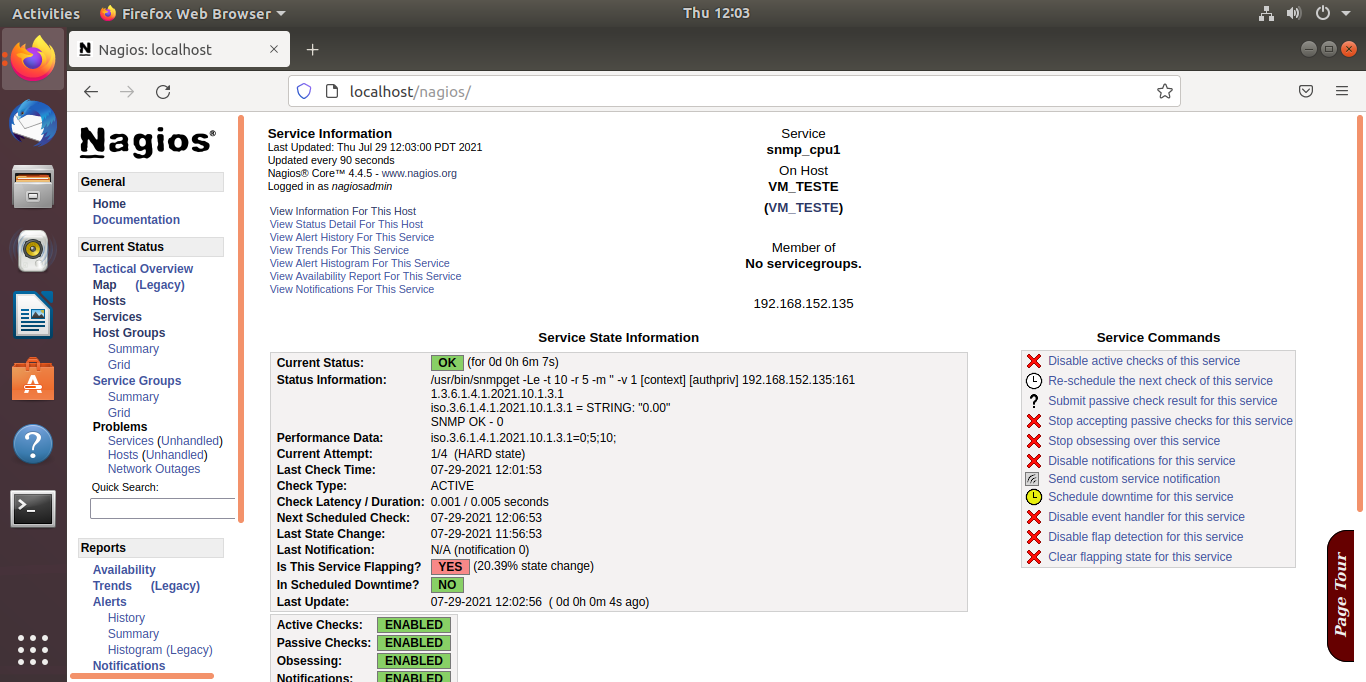 Activities Firefox Web Browser Thu 12:03
Nagios: localhost
localhost/nagios/
Nagios®
General
Home
Documentation
Current Status
Tactical Overview
Map (Legacy)
Hosts
Services
Host Groups
Summary
Grid
Service Groups
Summary
Grid
Problems
Services (Unhandled)
Hosts (Unhandled)
Network Outages
Quick Search:
Reports
Availability
Trends (Legacy)
Alerts
History
Summary
Histogram (Legacy)
Notifications
Service Information
Last Updated: Thu Jul 29 12:03:00 PDT 2021
Updated every 90 seconds
Nagios® Core™ 4.4.5 - www.nagios.org
Logged in as nagiosadmin
View Information For This Host
View Status Detail For This Host
View Alert History For This Service
View Trends For This Service
View Alert Histogram For This Service
View Availability Report For This Service
View Notifications For This Service
Service
snmp_cpu1
On Host
VM_TESTE
(VM_TESTE)
Member of
No servicegroups.
192.168.152.135
Service State Information
Current Status: OK (for 0d 0h 6m 7s)
Status Information: /usr/bin/snmpget -Le -t 10 -r 5 -m '' -v 1 [context] [authpriv] 192.168.152.135:161
1.3.6.1.4.1.2021.10.1.3.1
iso.3.6.1.4.1.2021.10.1.3.1 = STRING: "0.00"
SNMP OK - 0
Performance Data: iso.3.6.1.4.1.2021.10.1.3.1=0;5;10;
Current Attempt: 1/4 (HARD state)
Last Check Time: 07-29-2021 12:01:53
Check Type: ACTIVE
Check Latency / Duration: 0.001 / 0.005 seconds
Next Scheduled Check: 07-29-2021 12:06:53
Last State Change: 07-29-2021 11:56:53
Last Notification: N/A (notification 0)
Is This Service Flapping? YES (20.39% state change)
In Scheduled Downtime? NO
Last Update: 07-29-2021 12:02:56 ( 0d 0h 0m 4s ago)
Active Checks: ENABLED
Passive Checks: ENABLED
Obsessing: ENABLED
Notifications: ENABLED
Service Commands
Disable active checks of this service
Re-schedule the next check of this service
Submit passive check result for this service
Stop accepting passive checks for this service
Stop obsessing over this service
Disable notifications for this service
Send custom service notification
Schedule downtime for this service
Disable event handler for this service
Disable flap detection for this service
Clear flapping state for this service
Page Tour